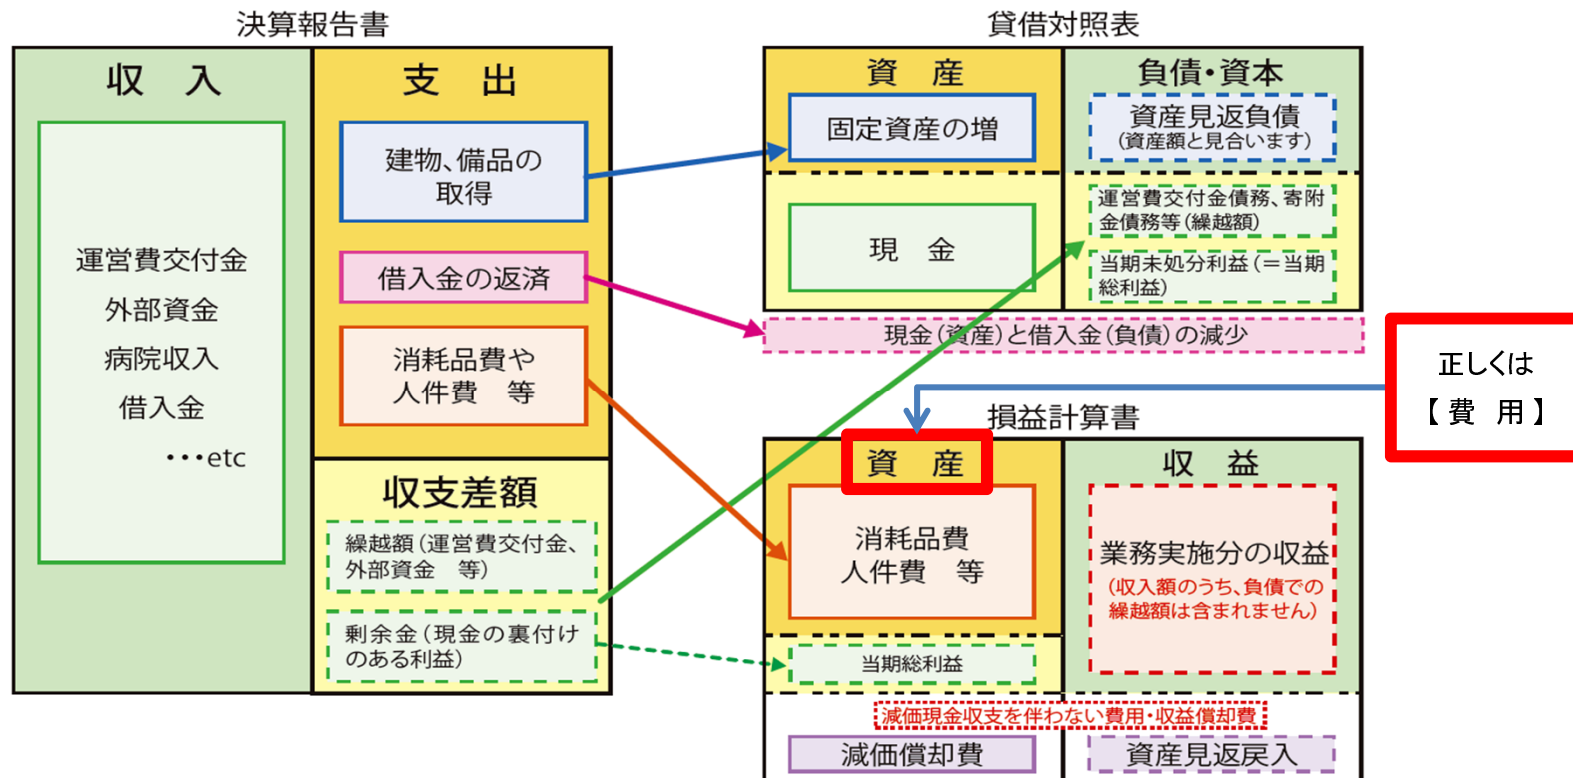 決算報告書
収 入
運営費交付金
外部資金
病院収入
借入金
・・・etc
支 出
建物、備品の
取得
借入金の返済
消耗品費や
人件費 等
収支差額
繰越額(運営費交付金、
外部資金 等)
剰余金(現金の裏付け
のある利益)
貸借対照表
資 産
固定資産の増
現 金
負債・資本
資産見返負債
(資産額と見合います)
運営費交付金債務、寄附
金債務等(繰越額)
当期未処分利益(=当期
総利益)
現金(資産)と借入金(負債)の減少
正しくは
【 費 用 】
損益計算書
資 産
消耗品費
人件費 等
当期総利益
収 益
業務実施分の収益
(収入額のうち、負債での
繰越額は含まれません)
減価現金収支を伴わない費用・収益償却費
減価償却費
資産見返戻入